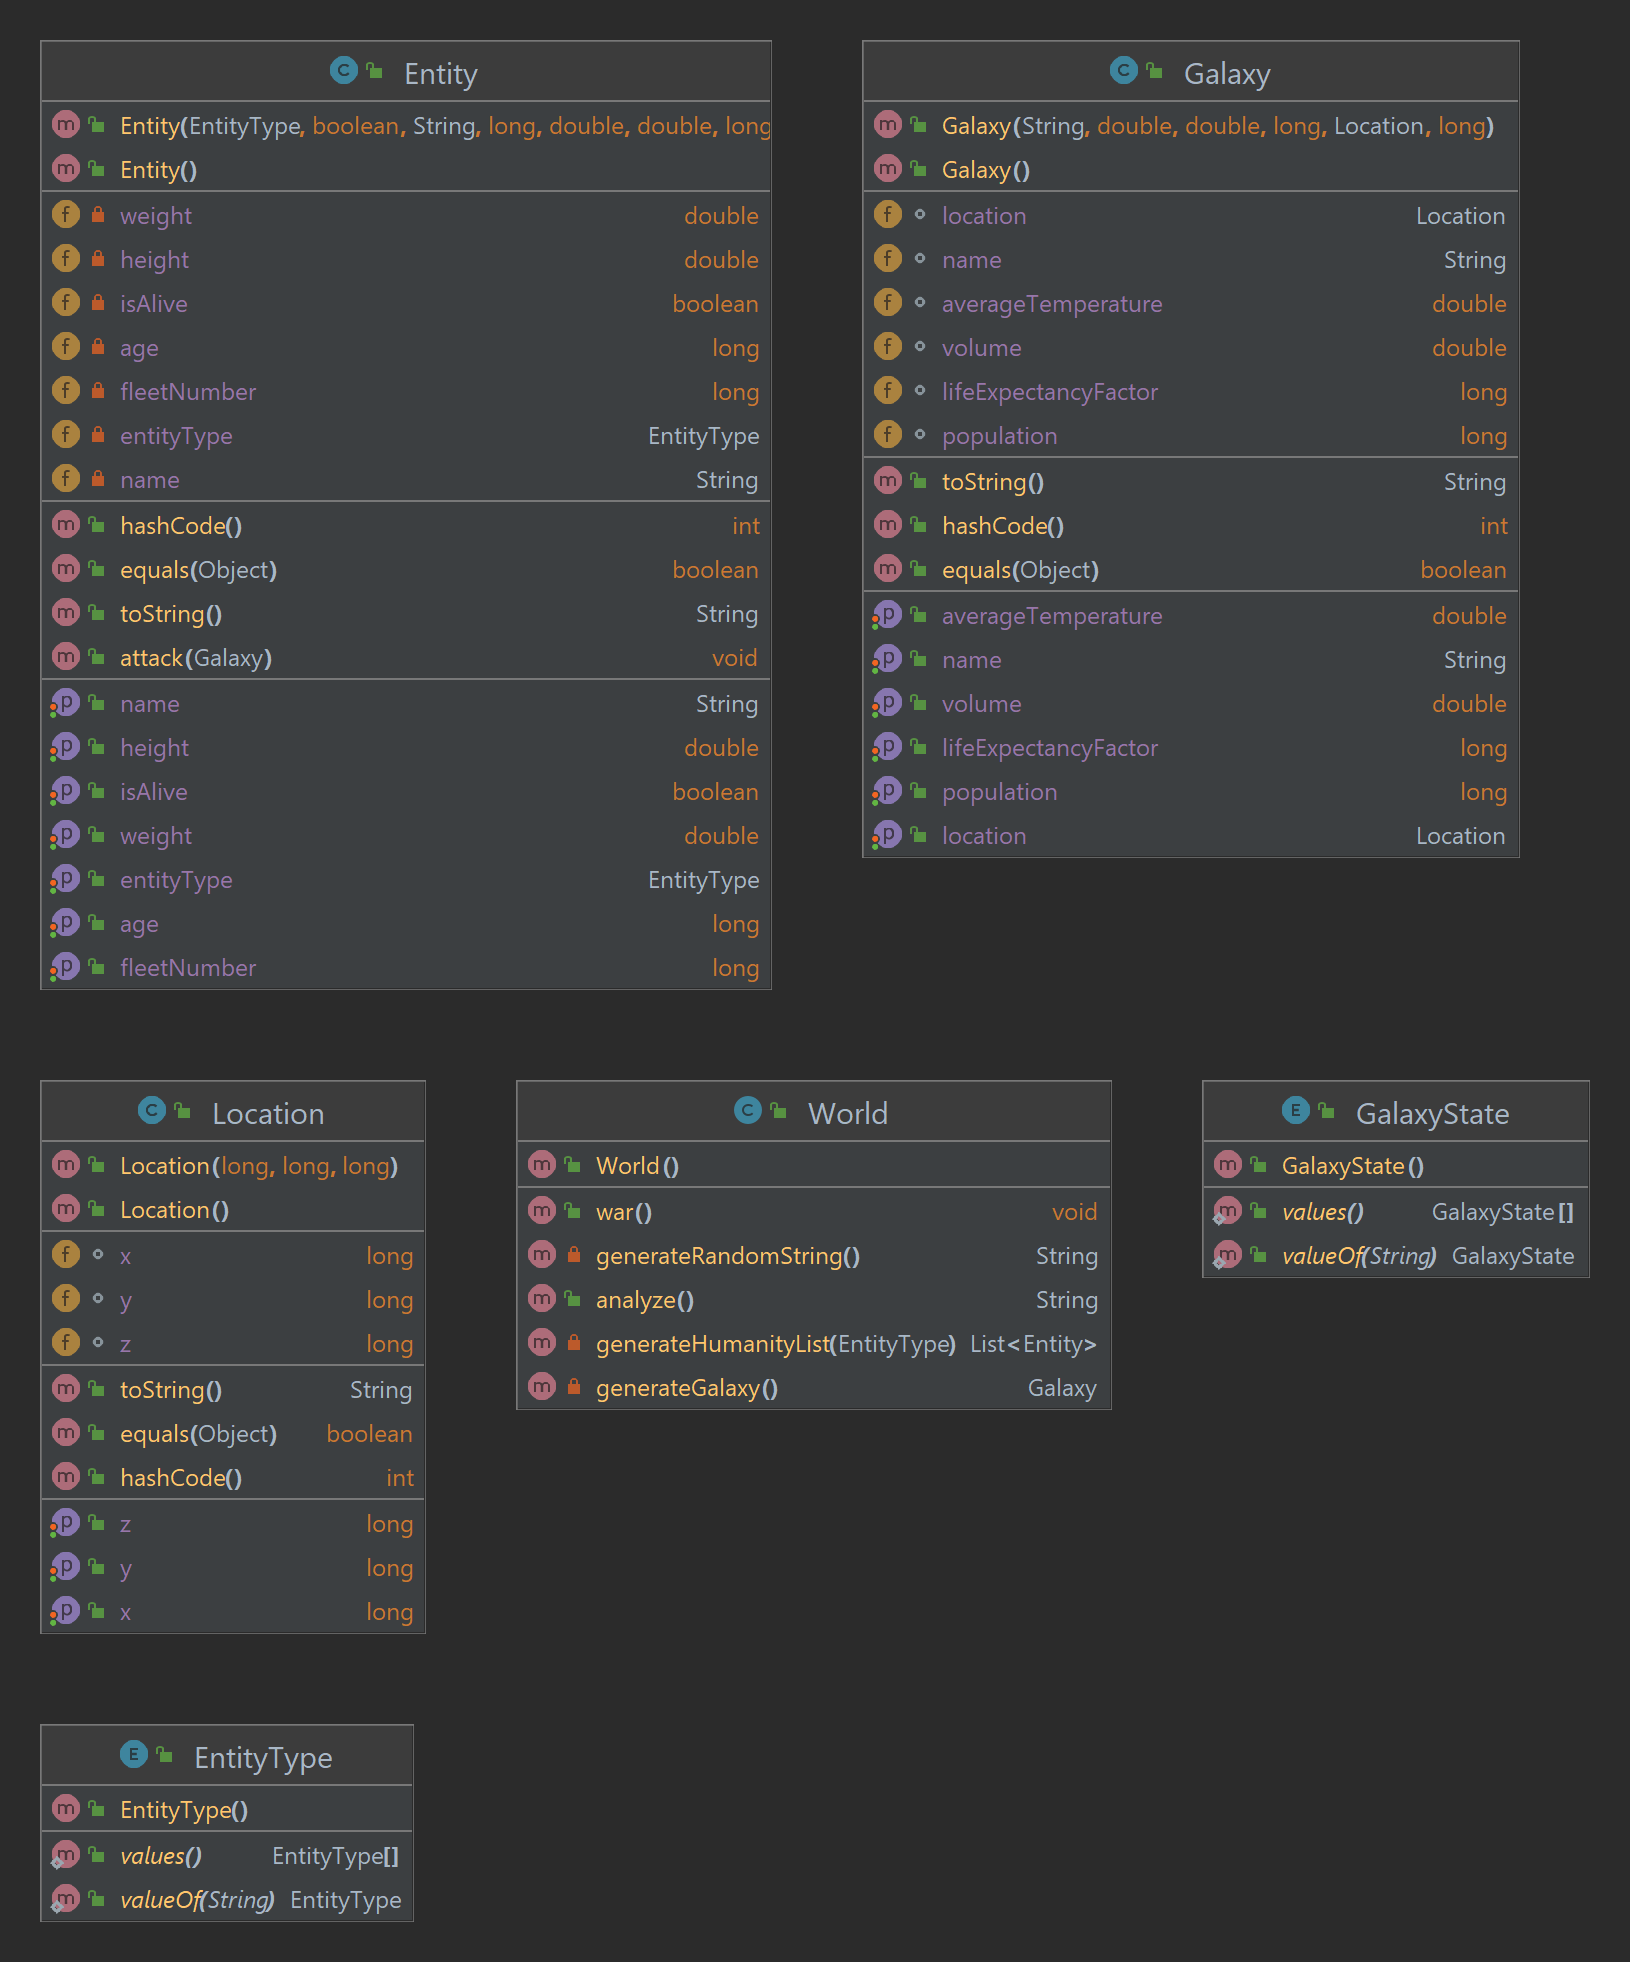 Entity
Entity(EntityType, boolean, String, long, double, double, long
Entity()
weight double
height double
isAlive boolean
age long
fleetNumber long
entityType EntityType
name String
hashCode() int
equals(Object) boolean
toString() String
attack(Galaxy) void
name String
height double
isAlive boolean
weight double
entityType EntityType
age long
fleetNumber long
Galaxy
Galaxy(String, double, double, long, Location, long)
Galaxy()
location Location
name String
averageTemperature double
volume double
lifeExpectancyFactor long
population long
toString() String
hashCode() int
equals(Object) boolean
averageTemperature double
name String
volume double
lifeExpectancyFactor long
population long
location Location
Location
Location(long, long, long)
Location()
x long
y long
z long
toString() String
equals(Object) boolean
hashCode() int
z long
y long
x long
World
World()
war() void
generateRandomString() String
analyze() String
generateHumanityList(EntityType) List<Entity>
generateGalaxy() Galaxy
GalaxyState
GalaxyState()
values() GalaxyState[]
valueOf(String) GalaxyState
EntityType
EntityType()
values() EntityType[]
valueOf(String) EntityType